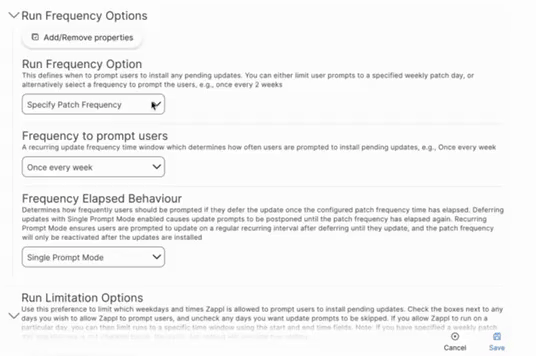 Run Frequency Options
Add/Remove properties
Run Frequency Option
This defines when to prompt users to install any pending updates. You can either limit user prompts to a specified weekly patch day, or
alternatively select a frequency to prompt the users, e.g., once every 2 weeks
Specify Patch Frequency
Frequency to prompt users
A recurring update frequency time window which determines how often users are prompted to install pending updates, e.g., Once every week
Once every week
Frequency Elapsed Behaviour
Determines how frequently users should be prompted if they defer the update once the configured patch frequency time has elapsed. Deferring
updates with Single Prompt Mode enabled causes update prompts to be postponed until the patch frequency has elapsed again. Recurring
Prompt Mode ensures users are prompted to update on a regular recurring interval after deferring until they update, and the patch frequency
will only be reactivated after the updates are installed
Single Prompt Mode
Run Limitation Options
Use this preference to limit which weekdays and times Zappl is allowed to prompt users to install pending updates. Check the boxes next to any
days you wish to allow Zappl to prompt users, and uncheck any days you want update prompts to be skipped. If you allow Zappl to run on a
particular day, you can then limit runs to a specific time window using the start and end time fields. Note: If you have specified a weekly patch
Cancel
Save